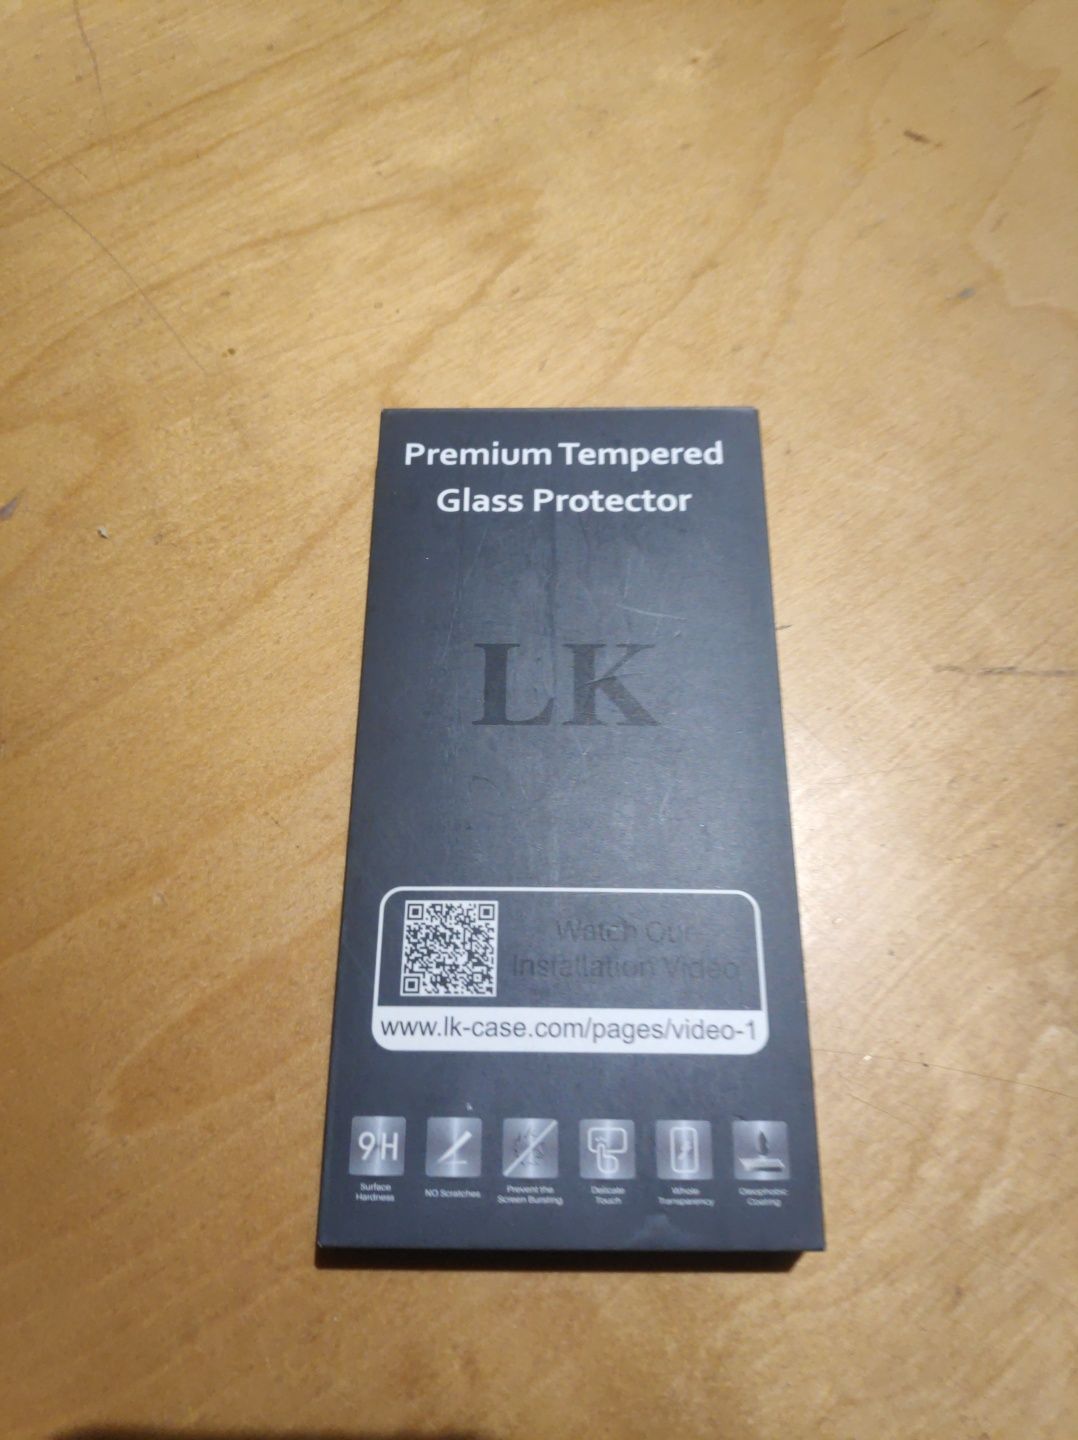 Premium Tempered
Glass Protector
LK
Watch Our
Installation Video
www.lk-case.com/pages/video-1
9H
Surface
Hardness
NO Scratches
Prevent the
Screen Bursting
Delicate
Touch
Whole
Transparency
Oleophobic
Coating